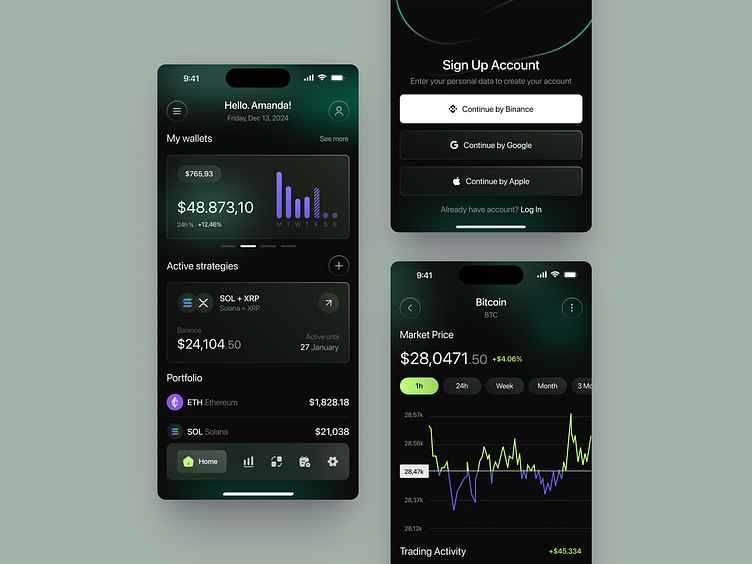 9:41
Hello. Amanda!
Friday, Dec 13, 2024
My wallets
See more
$765,93
$48.873,10
24h % +12,46%
M T W T F S S
Active strategies
SOL + XRP
Solana + XRP
Balance
$24,104.50
Active until
27 January
Portfolio
ETH Ethereum
$1,828.18
SOL Solana
$21,038
Home
Sign Up Account
Enter your personal data to create your account
Continue by Binance
Continue by Google
Continue by Apple
Already have account? Log In
9:41
Bitcoin
BTC
Market Price
$28,0471.50 +$4.06%
1h
24h
Week
Month
3 Mo
28,57k
28,56k
28,47k
28,37k
28,12k
Trading Activity
+$45.334